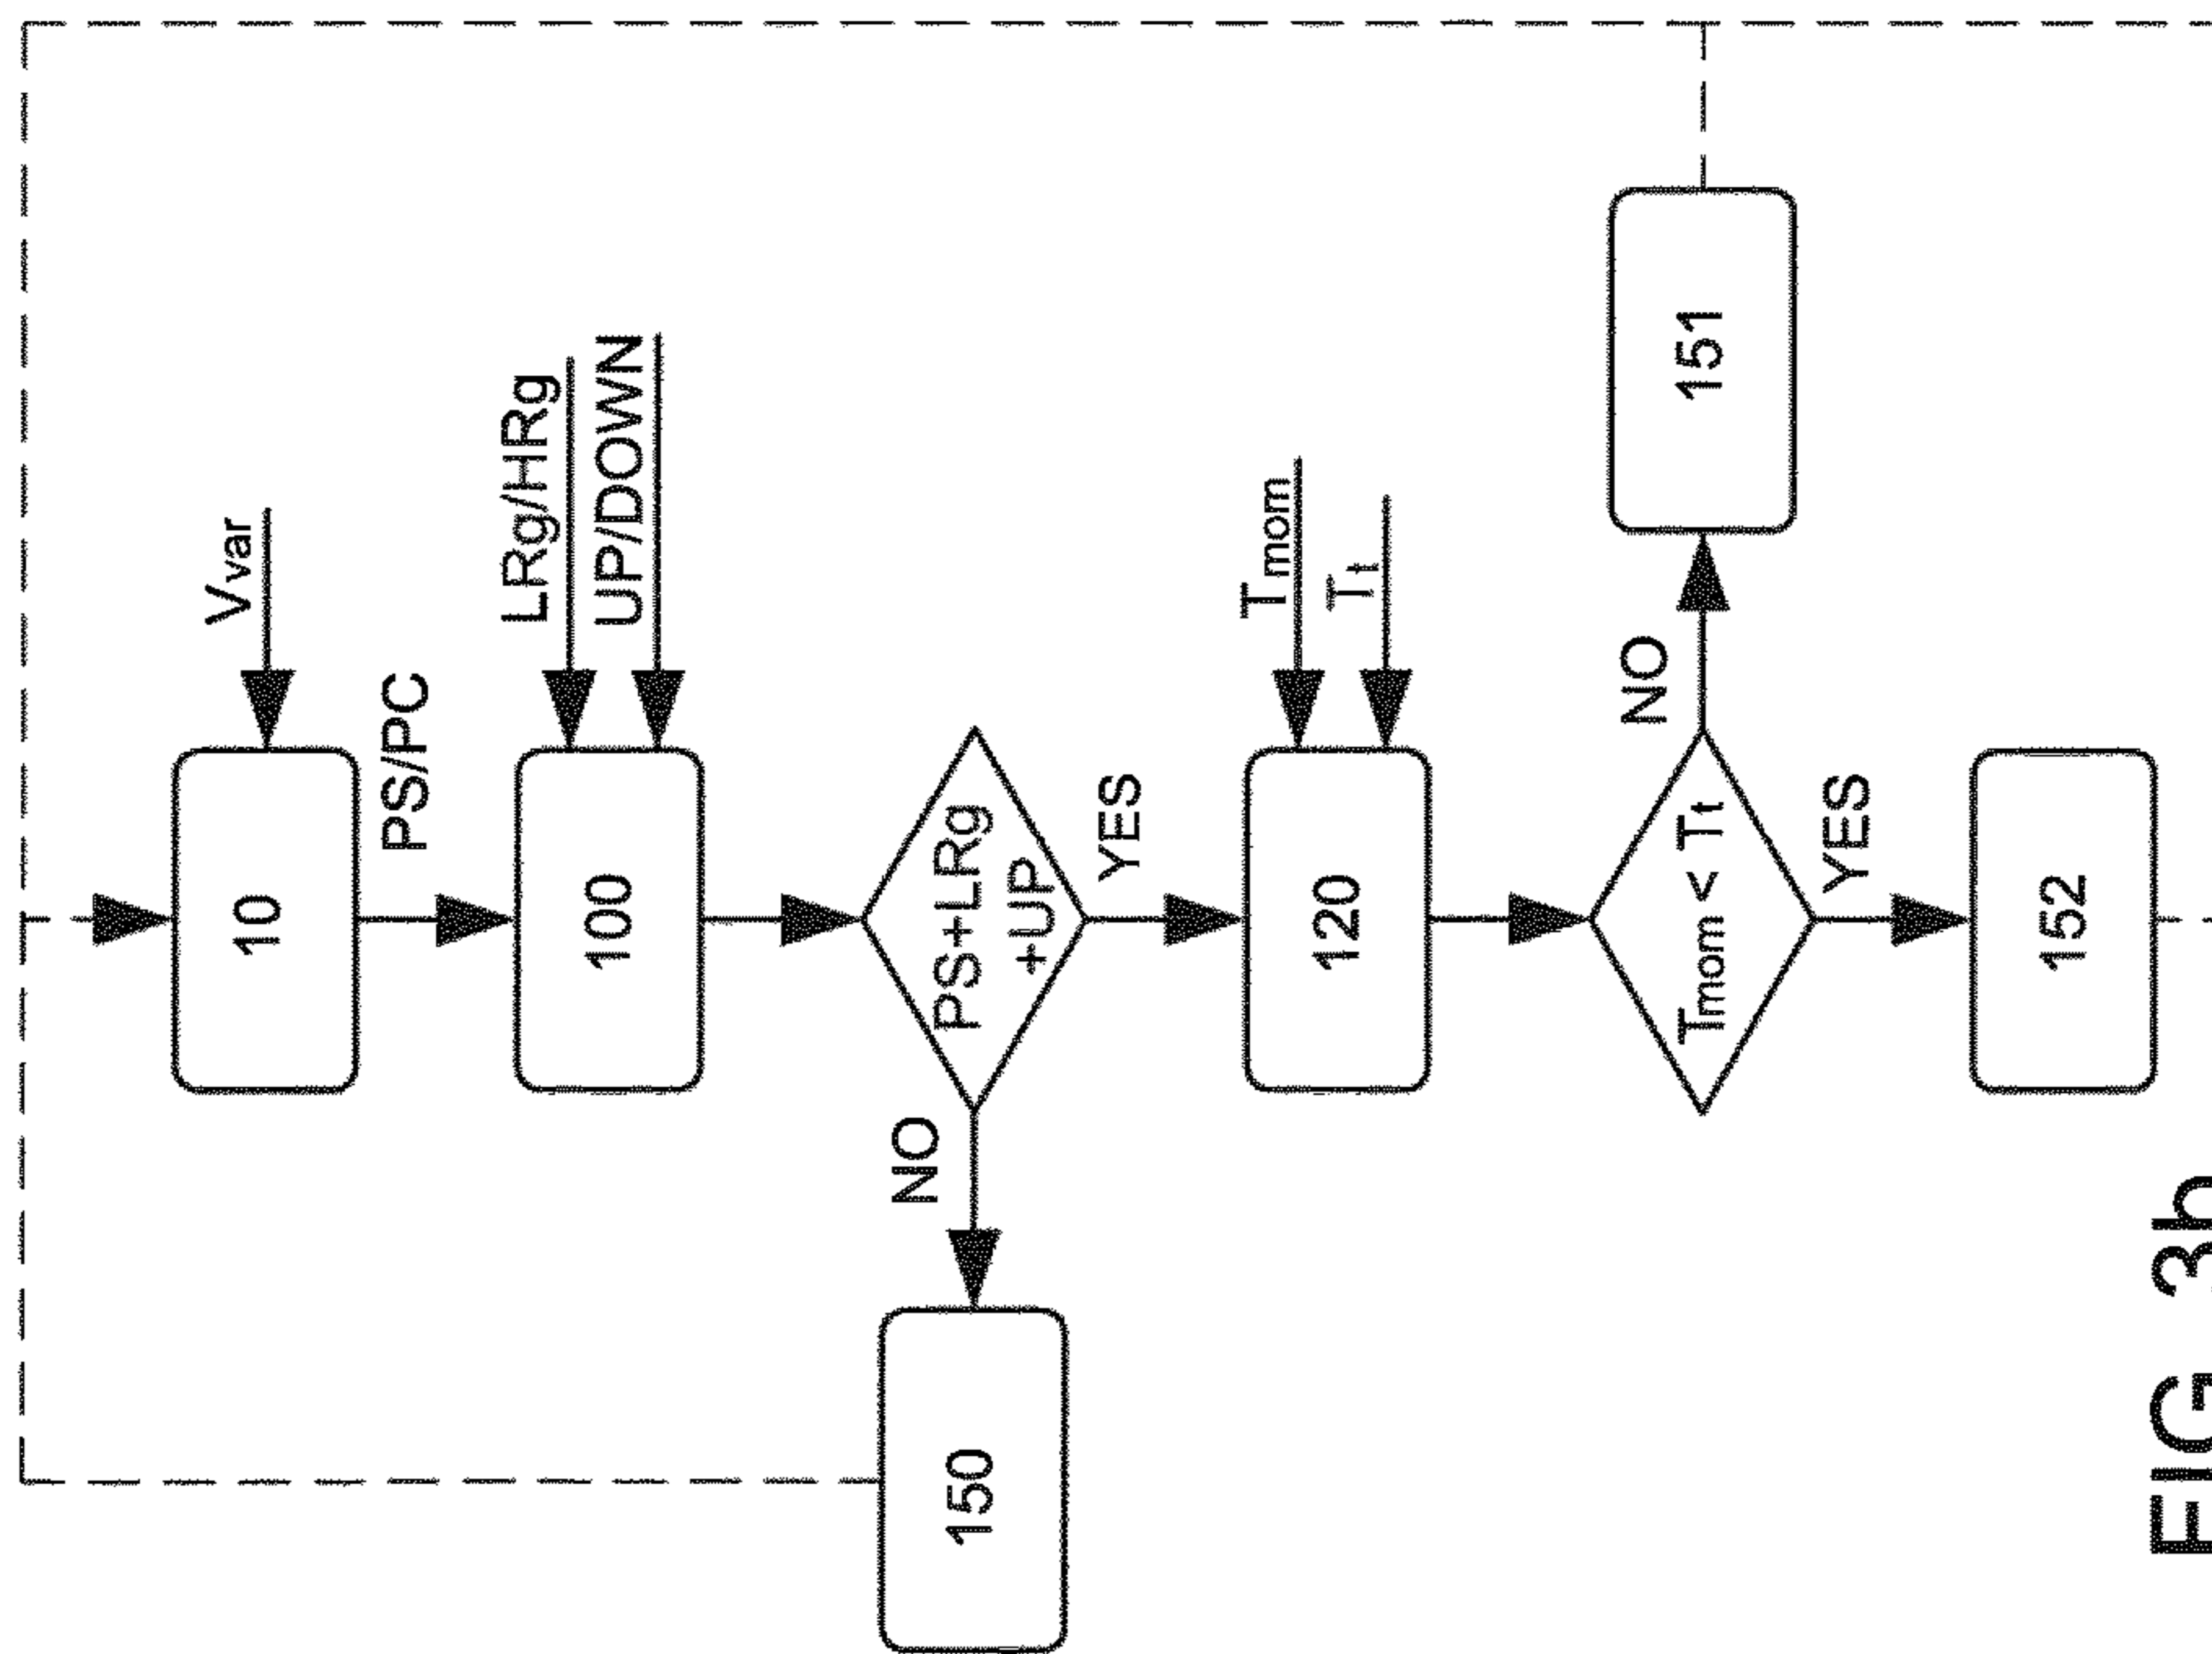 Vvar
10
PS/PC
LRg/HRg
100
UP/DOWN
NO
150
PS+LRg
+UP
YES
Tmom
120
Tt
NO
Tmom < Tt
151
YES
152
FIG